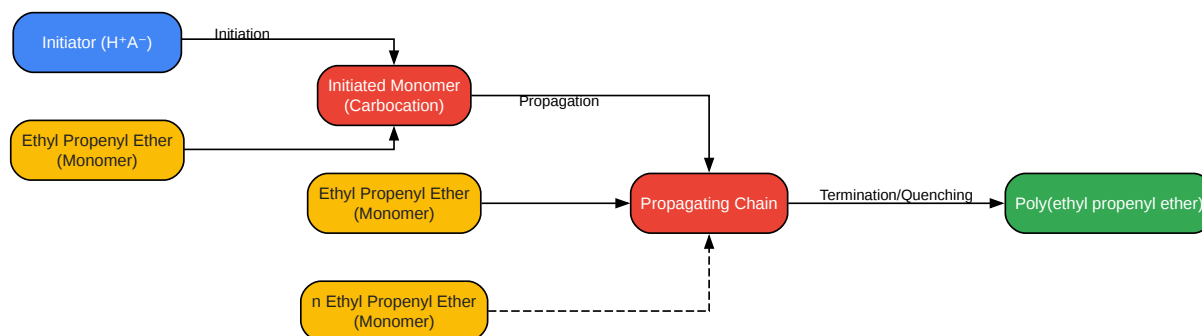 Initiator (H⁺A⁻)
Initiation
Initiated Monomer
(Carbocation)
Propagation
Ethyl Propenyl Ether
(Monomer)
Ethyl Propenyl Ether
(Monomer)
Propagating Chain
Termination/Quenching
Poly(ethyl propenyl ether)
n Ethyl Propenyl Ether
(Monomer)